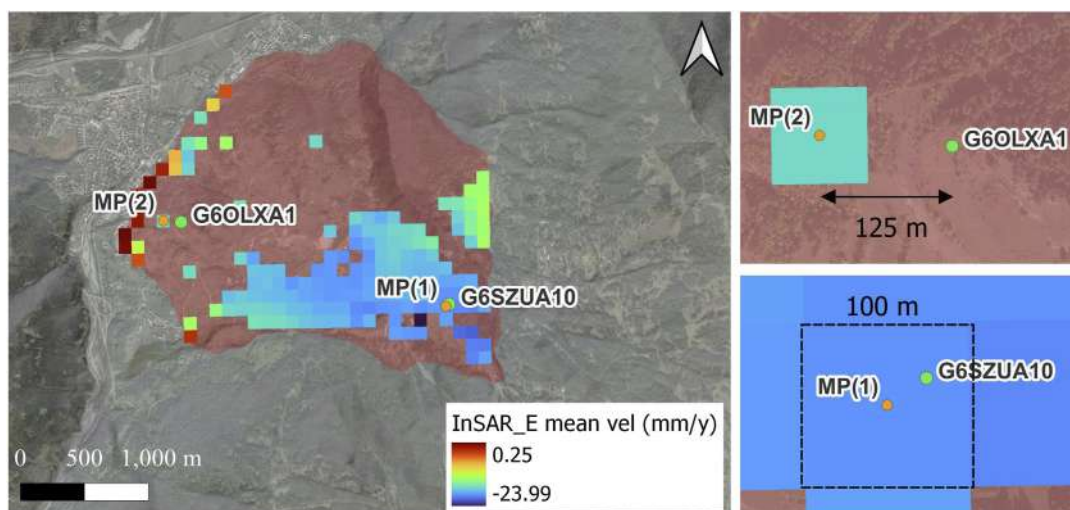 MP(2)
G6OLXA1
MP(1)
G6SZUA10
InSAR_E mean vel (mm/y)
0.25
-23.99
0 500 1,000 m
MP(2)
G6OLXA1
125 m
100 m
G6SZUA10
MP(1)